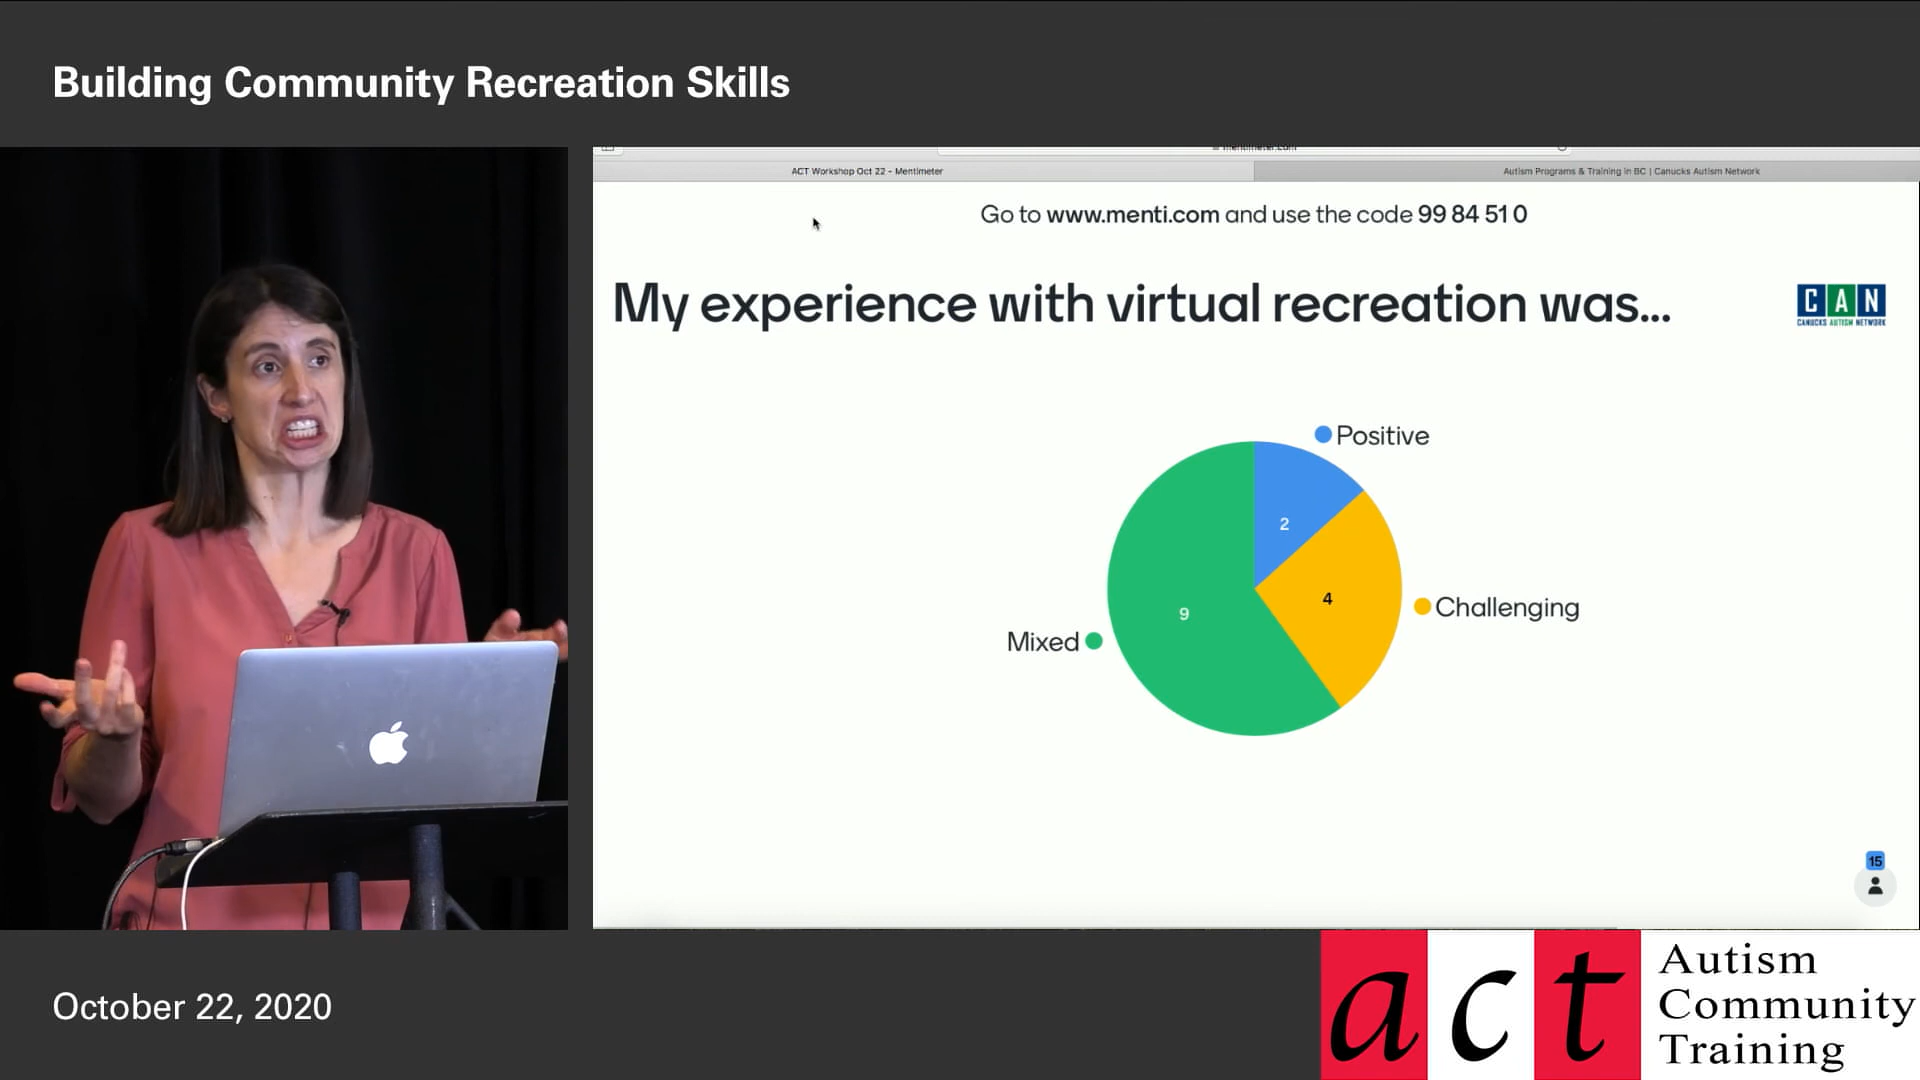 Building Community Recreation Skills
mentimeter.com
ACT Workshop Oct 22 - Mentimeter
Autism Programs & Training in BC | Canucks Autism Network
Go to www.menti.com and use the code 99 84 51 0
My experience with virtual recreation was...
CAN
CANUCKS AUTISM NETWORK
Positive
2
4
Challenging
9
Mixed
15
October 22, 2020
act
Autism
Community
Training